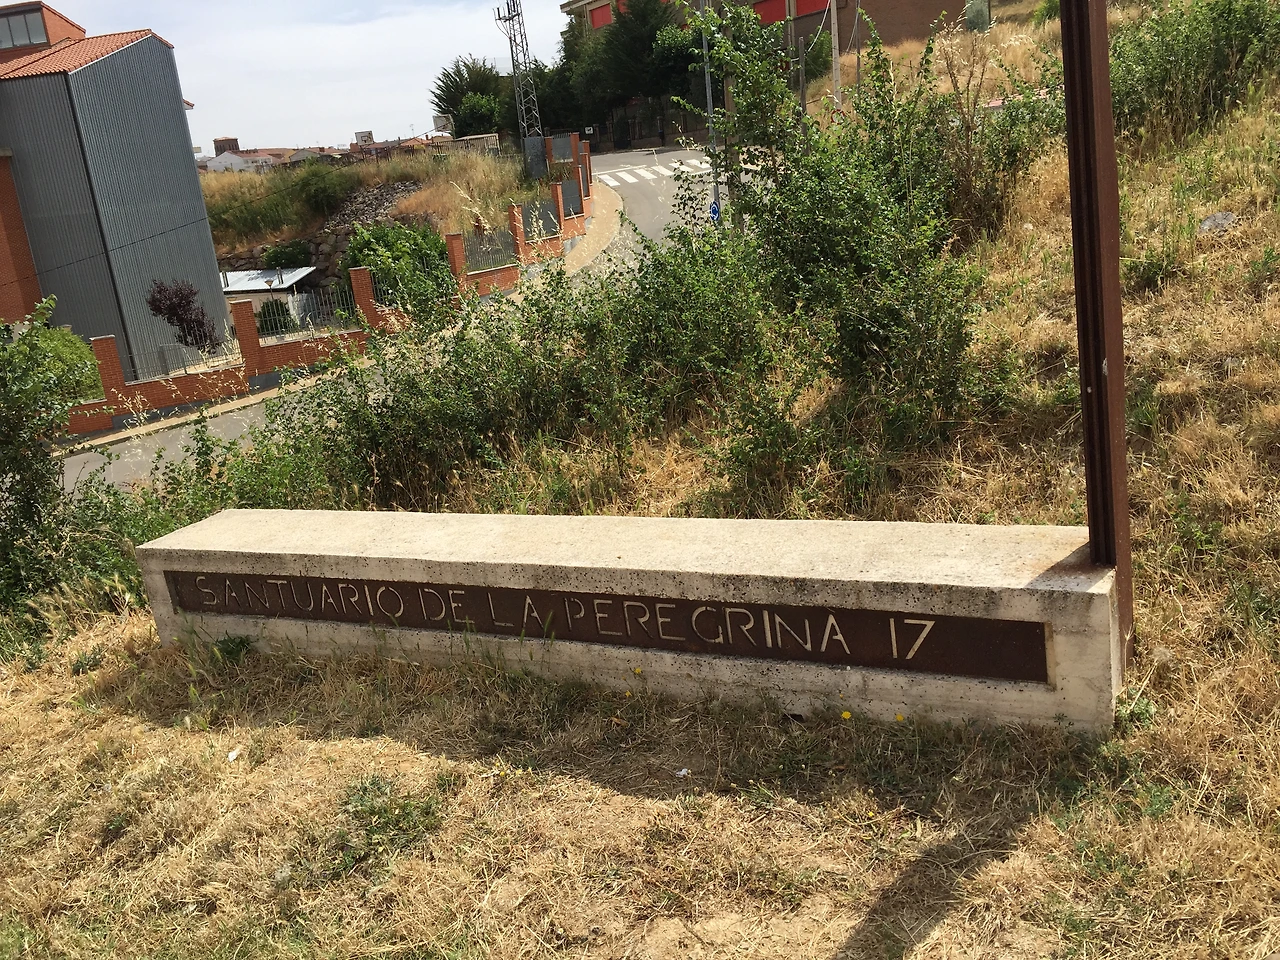 SANTUARIO DE LA PEREGRINA 17